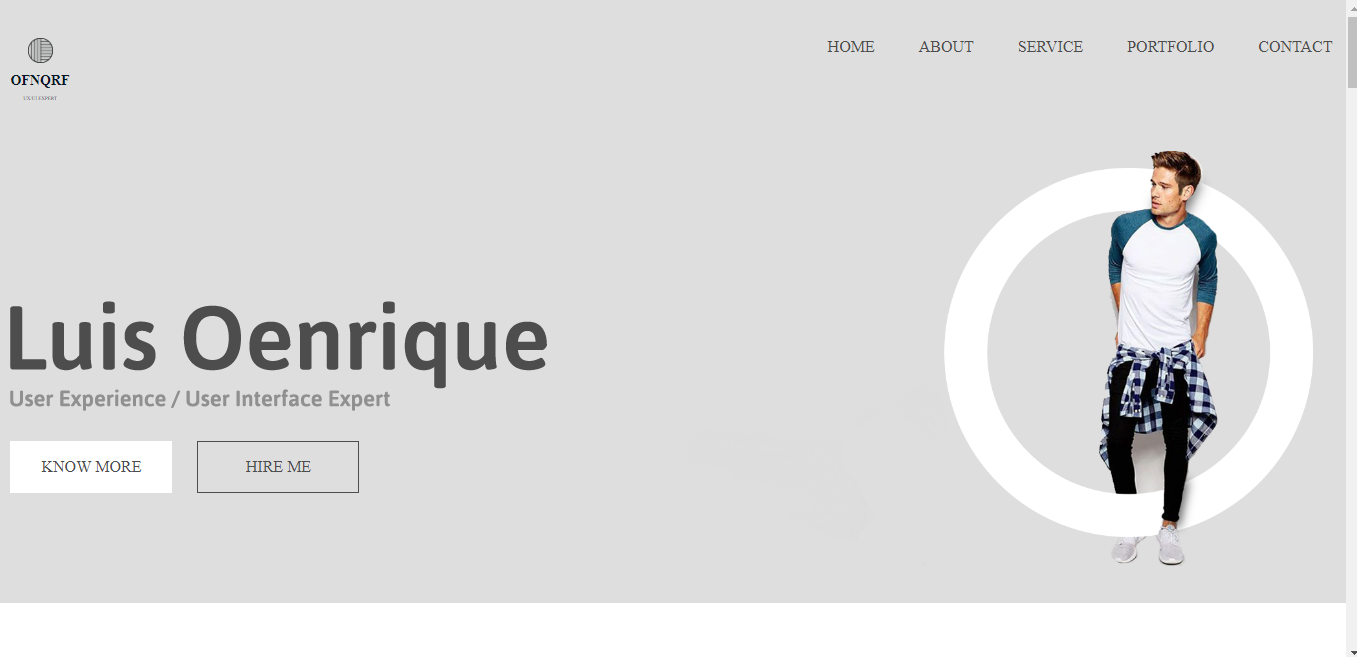 OFNQRF
UX/UI EXPERT
HOME ABOUT SERVICE PORTFOLIO CONTACT
Luis Oenrique
User Experience / User Interface Expert
KNOW MORE HIRE ME